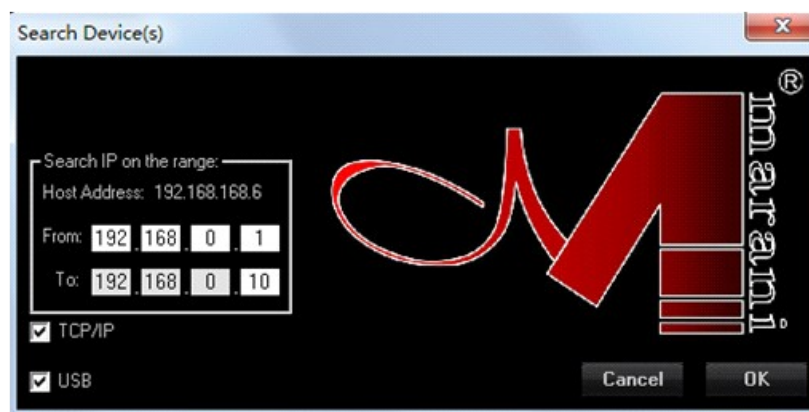 Search Device(s)
Search IP on the range:
Host Address: 192.168.168.6
From: 192.168.0.1
To: 192.168.0.10
TCP/IP
USB
marani®
Cancel
OK